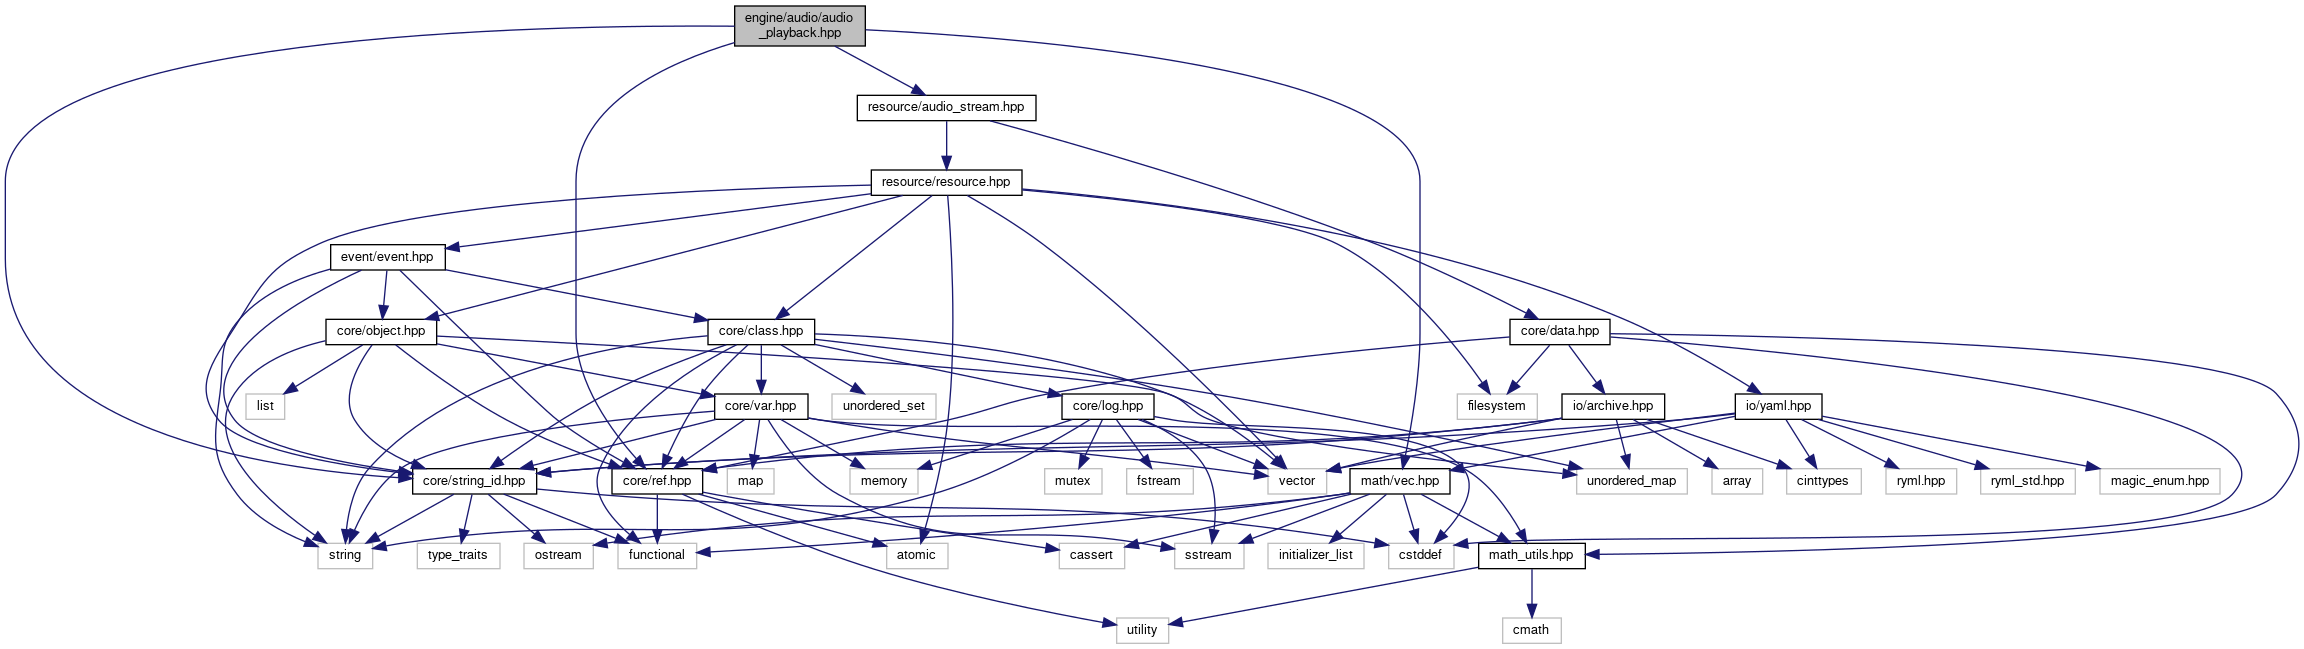 engine/audio/audio
_playback.hpp
resource/audio_stream.hpp
resource/resource.hpp
event/event.hpp
core/object.hpp
core/class.hpp
core/data.hpp
list
core/var.hpp
unordered_set
core/log.hpp
filesystem
io/archive.hpp
io/yaml.hpp
core/string_id.hpp
core/ref.hpp
map
memory
mutex
fstream
vector
math/vec.hpp
unordered_map
array
cinttypes
ryml.hpp
ryml_std.hpp
magic_enum.hpp
string
type_traits
ostream
functional
atomic
cassert
sstream
initializer_list
cstddef
math_utils.hpp
utility
cmath